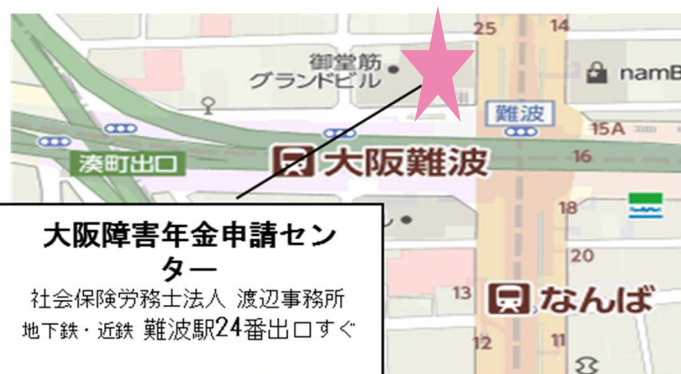 25
14
御堂筋
グランドビル
namB
難波
15A
湊町出口
大阪難波
16
18
20
13
なんば
12
11
大阪障害年金申請セン
ター
社会保険労務士法人 渡辺事務所
地下鉄・近鉄 難波駅24番出口すぐ